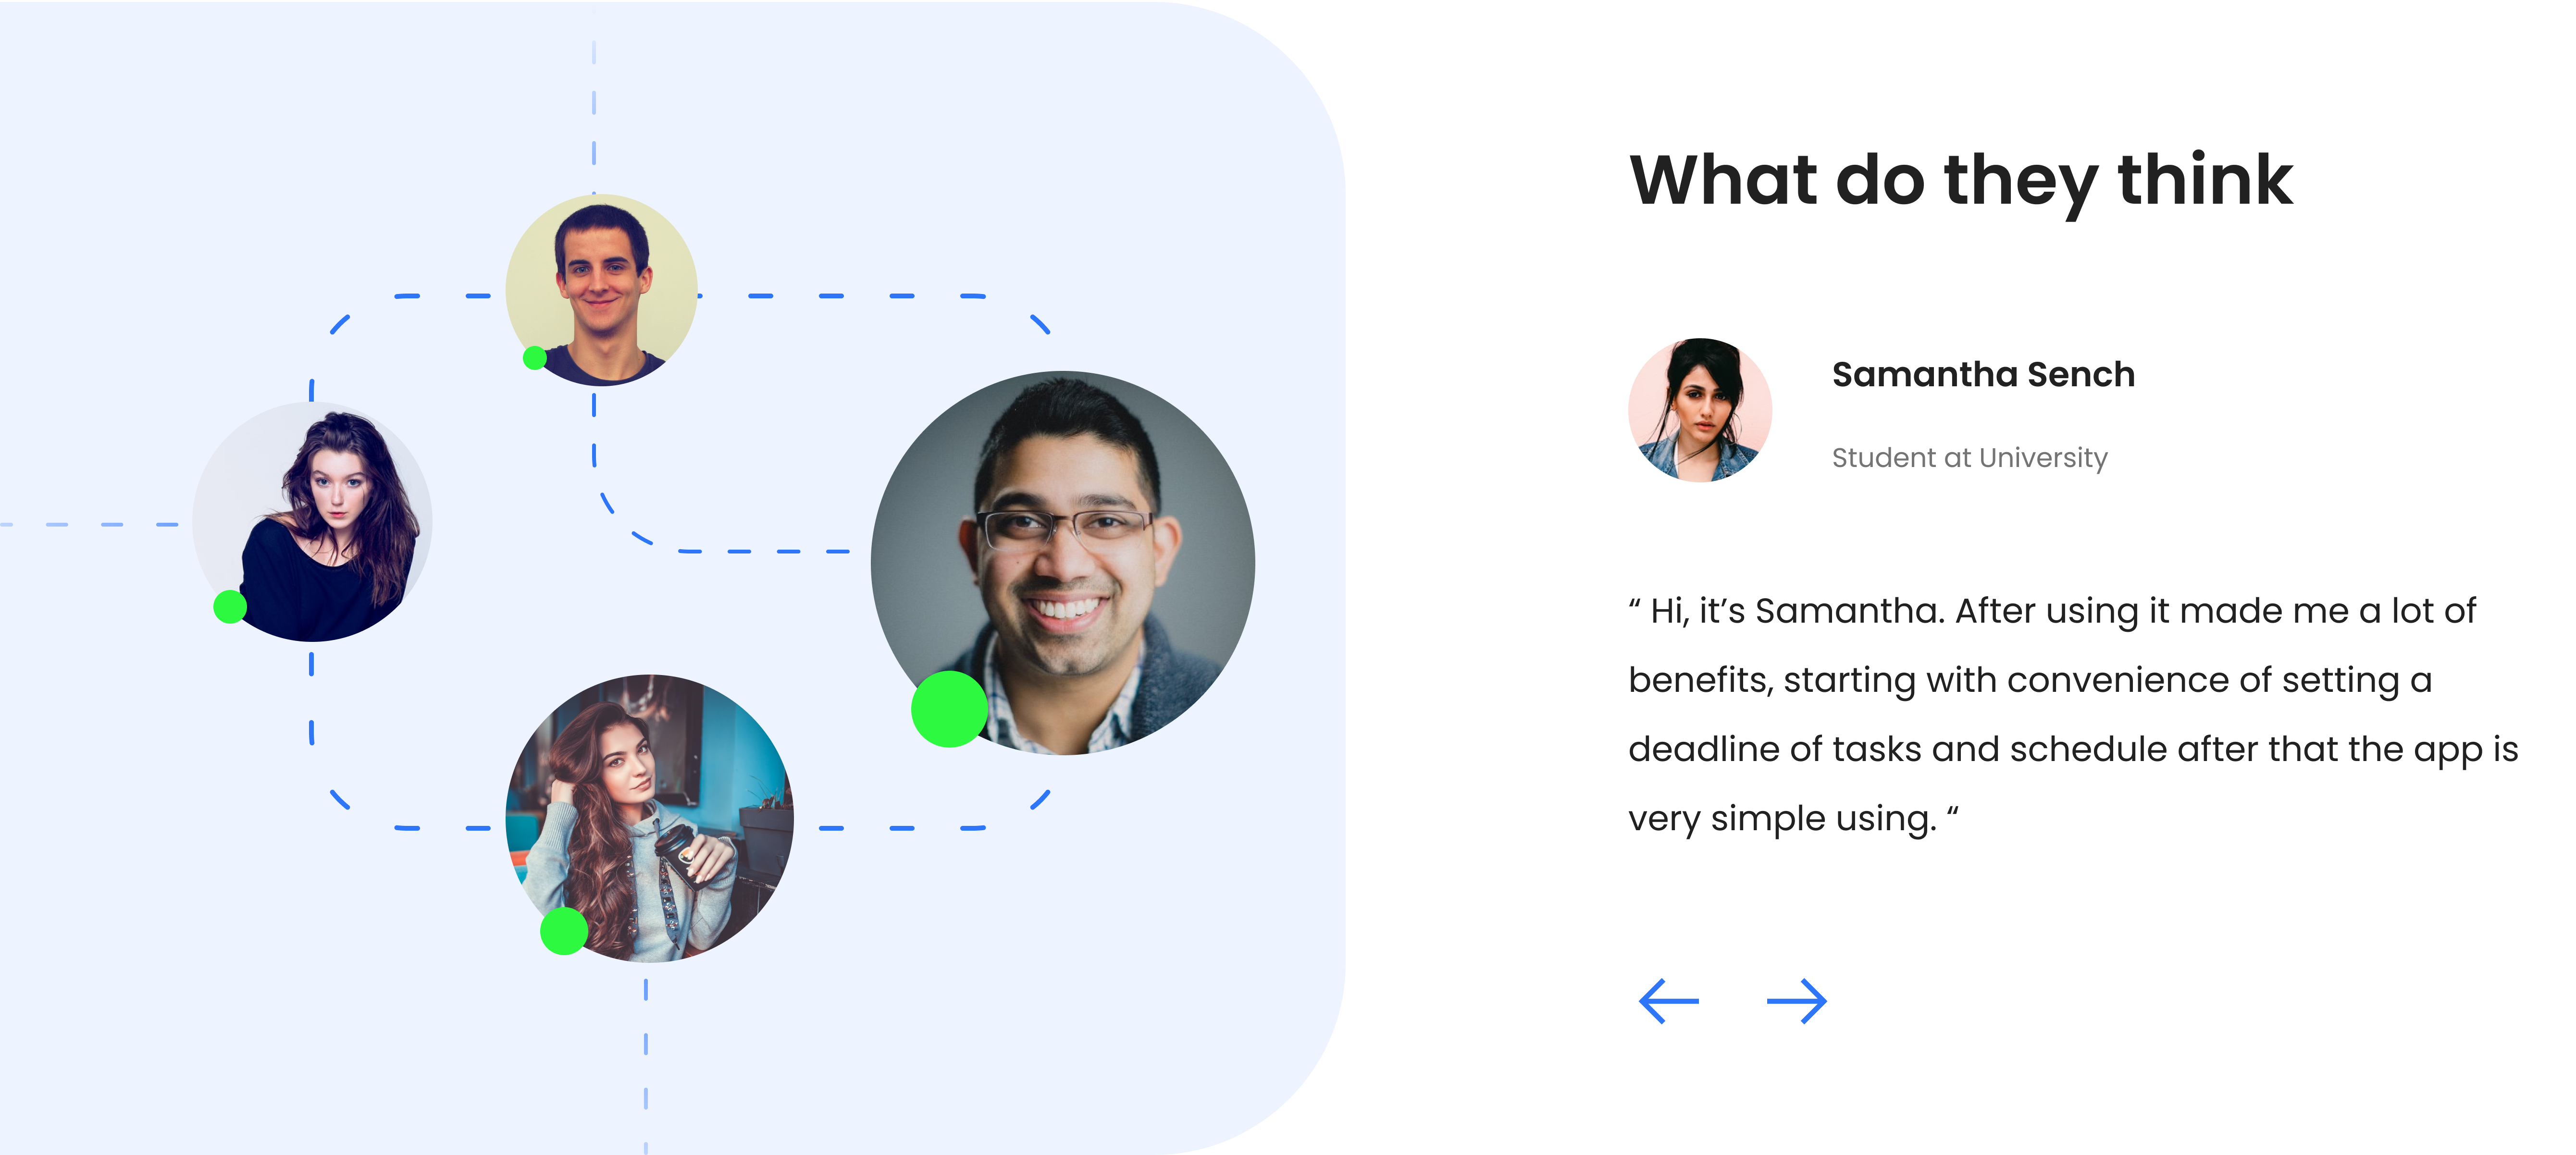 What do they think
Samantha Sench
Student at University
“ Hi, it’s Samantha. After using it made me a lot of
benefits, starting with convenience of setting a
deadline of tasks and schedule after that the app is
very simple using. “